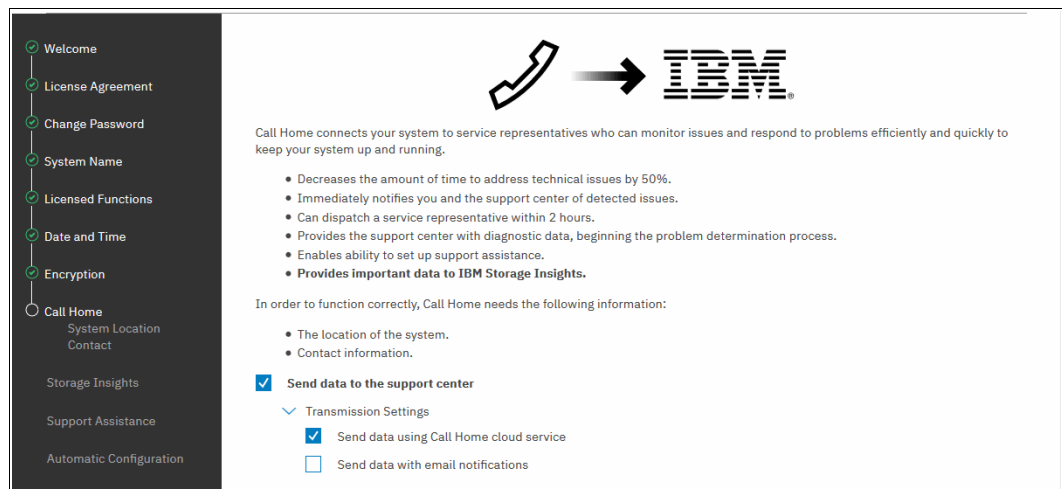 Welcome
License Agreement
Change Password
System Name
Licensed Functions
Date and Time
Encryption
Call Home
System Location
Contact
Storage Insights
Support Assistance
Automatic Configuration
IBM®
Call Home connects your system to service representatives who can monitor issues and respond to problems efficiently and quickly to
keep your system up and running.
• Decreases the amount of time to address technical issues by 50%.
• Immediately notifies you and the support center of detected issues.
• Can dispatch a service representative within 2 hours.
• Provides the support center with diagnostic data, beginning the problem determination process.
• Enables ability to set up support assistance.
• Provides important data to IBM Storage Insights.
In order to function correctly, Call Home needs the following information:
• The location of the system.
• Contact information.
Send data to the support center
Transmission Settings
Send data using Call Home cloud service
Send data with email notifications